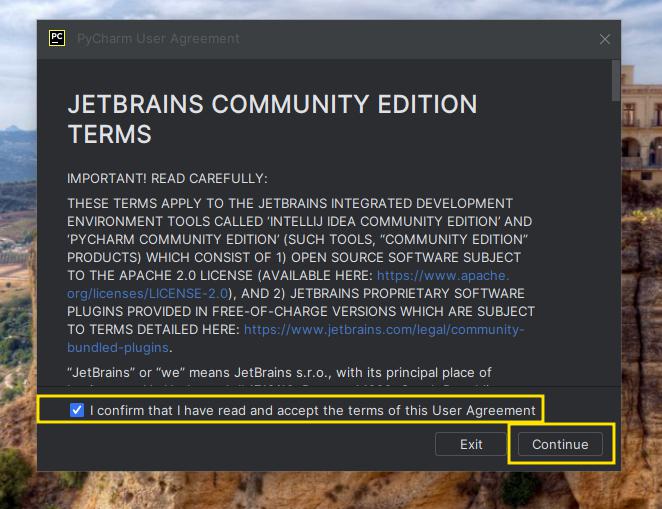 PC PyCharm User Agreement
JETBRAINS COMMUNITY EDITION
TERMS
IMPORTANT! READ CAREFULLY:
THESE TERMS APPLY TO THE JETBRAINS INTEGRATED DEVELOPMENT
ENVIRONMENT TOOLS CALLED ‘INTELLIJ IDEA COMMUNITY EDITION’ AND
‘PYCHARM COMMUNITY EDITION’ (SUCH TOOLS, “COMMUNITY EDITION”
PRODUCTS) WHICH CONSIST OF 1) OPEN SOURCE SOFTWARE SUBJECT
TO THE APACHE 2.0 LICENSE (AVAILABLE HERE: https://www.apache.
org/licenses/LICENSE-2.0), AND 2) JETBRAINS PROPRIETARY SOFTWARE
PLUGINS PROVIDED IN FREE-OF-CHARGE VERSIONS WHICH ARE SUBJECT
TO TERMS DETAILED HERE: https://www.jetbrains.com/legal/community-
bundled-plugins.
“JetBrains” or “we” means JetBrains s.r.o., with its principal place of
I confirm that I have read and accept the terms of this User Agreement
Exit Continue